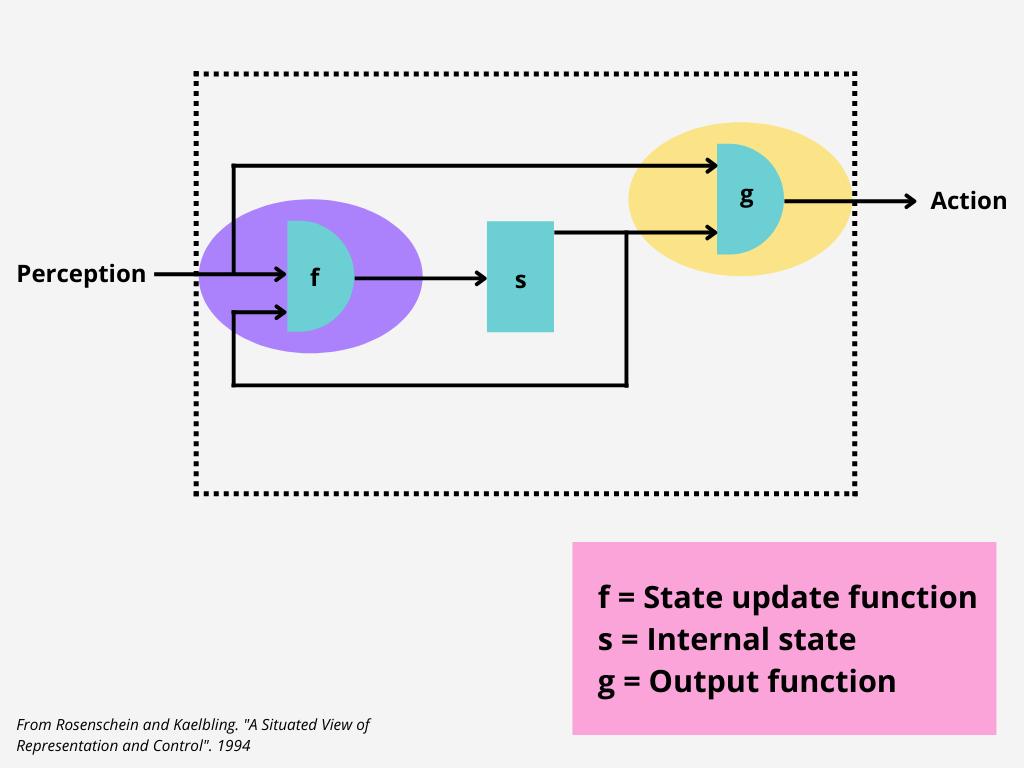 Perception
f
s
g
Action
f = State update function
s = Internal state
g = Output function
From Rosenschein and Kaelbling. "A Situated View of
Representation and Control". 1994